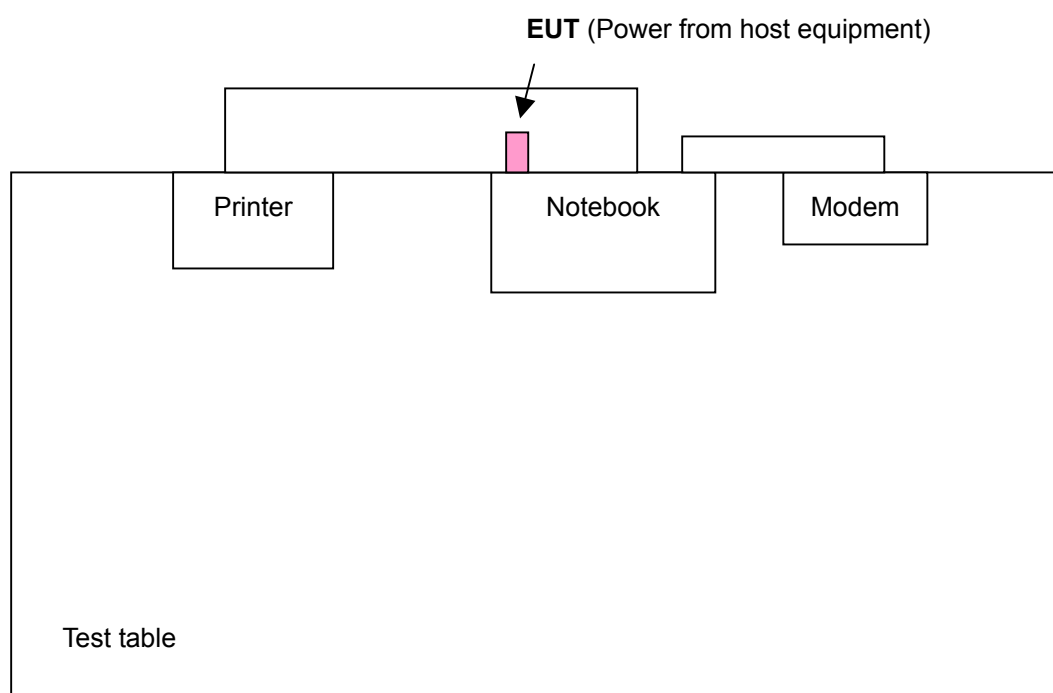 EUT (Power from host equipment)
Printer
Notebook
Modem
Test table